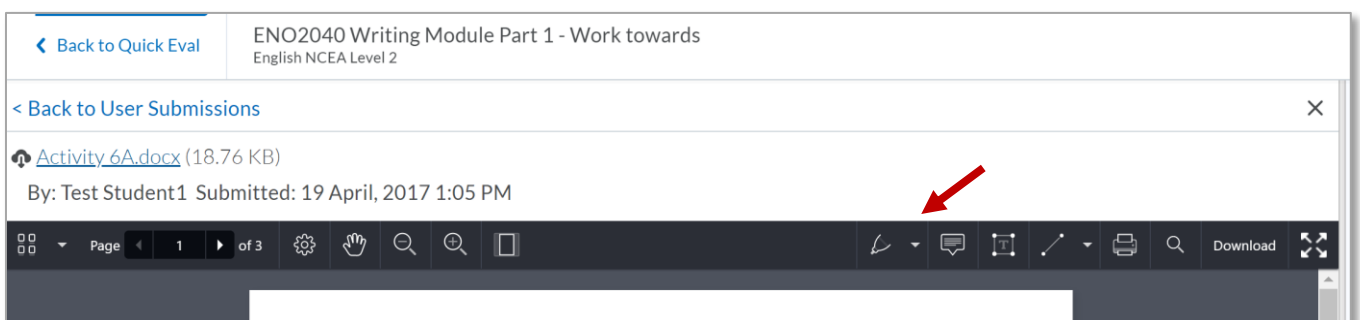 Back to Quick Eval
ENO2040 Writing Module Part 1 - Work towards
English NCEA Level 2
< Back to User Submissions
Activity 6A.docx (18.76 KB)
By: Test Student1 Submitted: 19 April, 2017 1:05 PM
Page 1 of 3 T Download